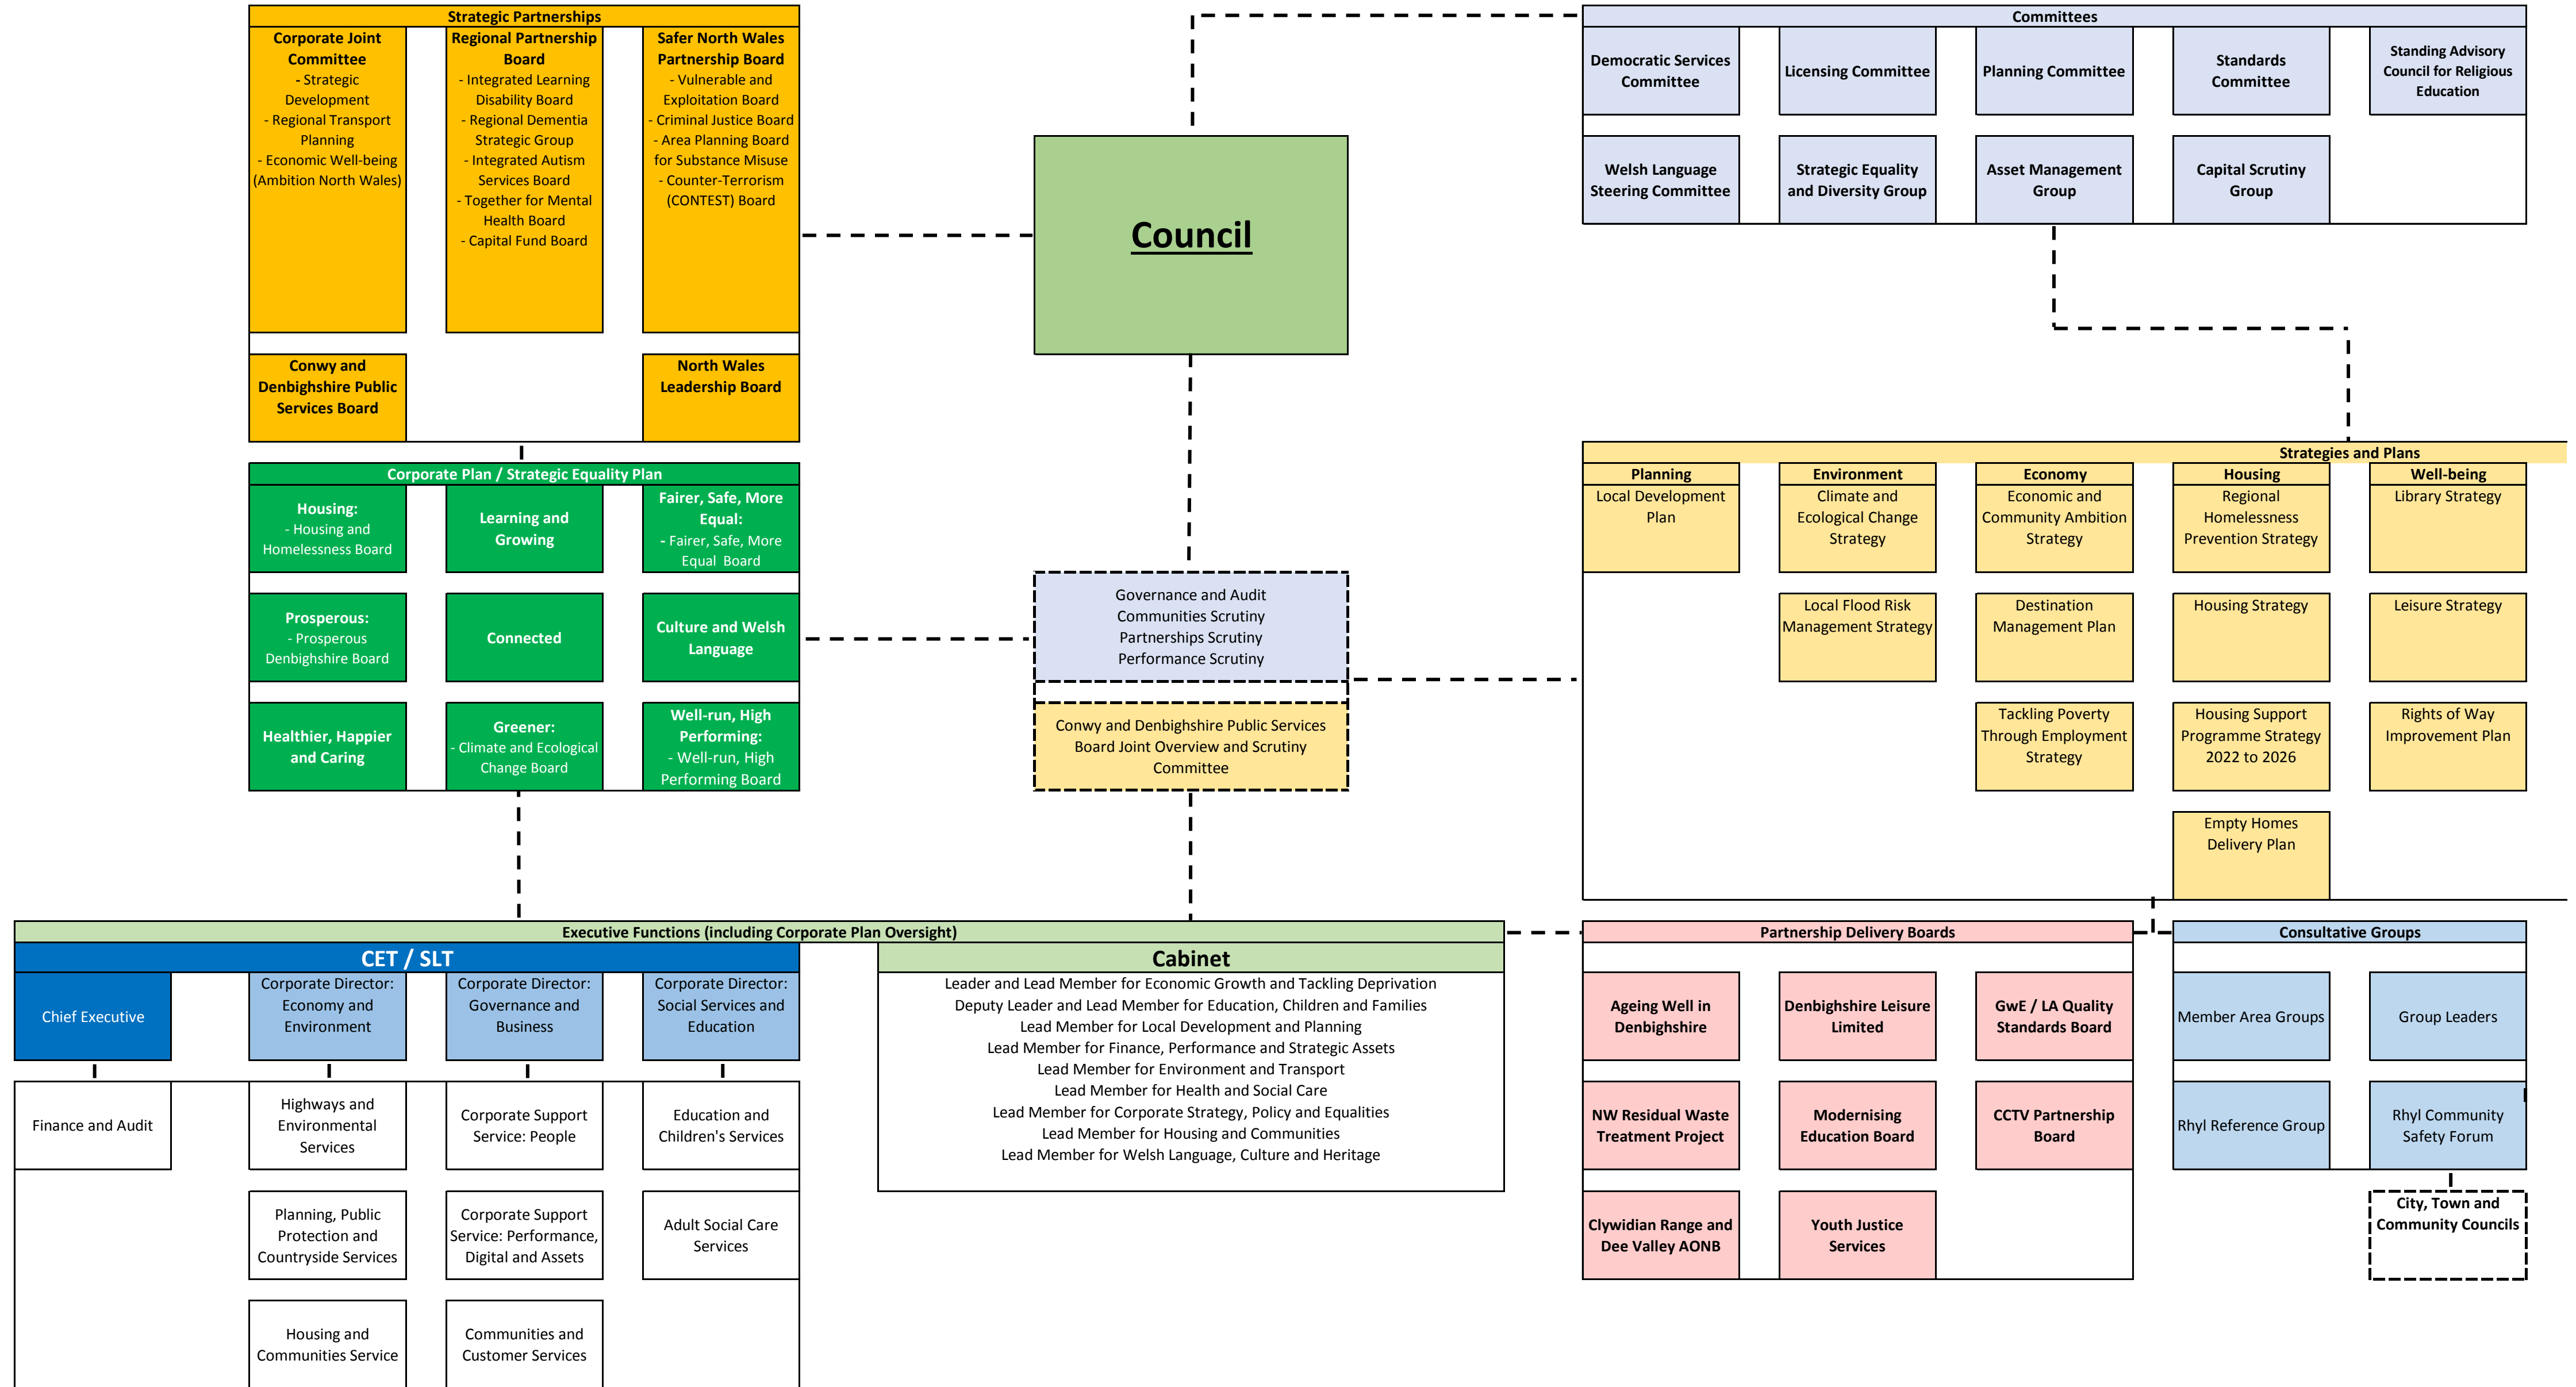 Strategic Partnerships
Corporate Joint
Committee
- Strategic
Development
- Regional Transport
Planning
- Economic Well-being
(Ambition North Wales)
Regional Partnership
Board
- Integrated Learning
Disability Board
- Regional Dementia
Strategic Group
- Integrated Autism
Services Board
- Together for Mental
Health Board
- Capital Fund Board
Safer North Wales
Partnership Board
- Vulnerable and
Exploitation Board
- Criminal Justice Board
- Area Planning Board
for Substance Misuse
- Counter-Terrorism
(CONTEST) Board
Conwy and
Denbighshire Public
Services Board
North Wales
Leadership Board
Council
Committees
Democratic Services
Committee
Licensing Committee
Planning Committee
Standards
Committee
Standing Advisory
Council for Religious
Education
Welsh Language
Steering Committee
Strategic Equality
and Diversity Group
Asset Management
Group
Capital Scrutiny
Group
Corporate Plan / Strategic Equality Plan
Housing:
- Housing and
Homelessness Board
Learning and
Growing
Fairer, Safe, More
Equal:
- Fairer, Safe, More
Equal  Board
Prosperous:
- Prosperous
Denbighshire Board
Connected
Culture and Welsh
Language
Healthier, Happier
and Caring
Greener:
- Climate and Ecological
Change Board
Well-run, High
Performing:
- Well-run, High
Performing Board
Governance and Audit
Communities Scrutiny
Partnerships Scrutiny
Performance Scrutiny
Conwy and Denbighshire Public Services
Board Joint Overview and Scrutiny
Committee
Strategies and Plans
Planning
Local Development
Plan
Environment
Climate and
Ecological Change
Strategy
Local Flood Risk
Management Strategy
Economy
Economic and
Community Ambition
Strategy
Destination
Management Plan
Tackling Poverty
Through Employment
Strategy
Housing
Regional
Homelessness
Prevention Strategy
Housing Strategy
Housing Support
Programme Strategy
2022 to 2026
Empty Homes
Delivery Plan
Well-being
Library Strategy
Leisure Strategy
Rights of Way
Improvement Plan
Executive Functions (including Corporate Plan Oversight)
CET / SLT
Chief Executive
Corporate Director:
Economy and
Environment
Corporate Director:
Governance and
Business
Corporate Director:
Social Services and
Education
Finance and Audit
Highways and
Environmental
Services
Corporate Support
Service: People
Education and
Children's Services
Planning, Public
Protection and
Countryside Services
Corporate Support
Service: Performance,
Digital and Assets
Adult Social Care
Services
Housing and
Communities Service
Communities and
Customer Services
Cabinet
Leader and Lead Member for Economic Growth and Tackling Deprivation
Deputy Leader and Lead Member for Education, Children and Families
Lead Member for Local Development and Planning
Lead Member for Finance, Performance and Strategic Assets
Lead Member for Environment and Transport
Lead Member for Health and Social Care
Lead Member for Corporate Strategy, Policy and Equalities
Lead Member for Housing and Communities
Lead Member for Welsh Language, Culture and Heritage
Partnership Delivery Boards
Ageing Well in
Denbighshire
Denbighshire Leisure
Limited
GwE / LA Quality
Standards Board
NW Residual Waste
Treatment Project
Modernising
Education Board
CCTV Partnership
Board
Clywidian Range and
Dee Valley AONB
Youth Justice
Services
Consultative Groups
Member Area Groups
Group Leaders
Rhyl Reference Group
Rhyl Community
Safety Forum
City, Town and
Community Councils